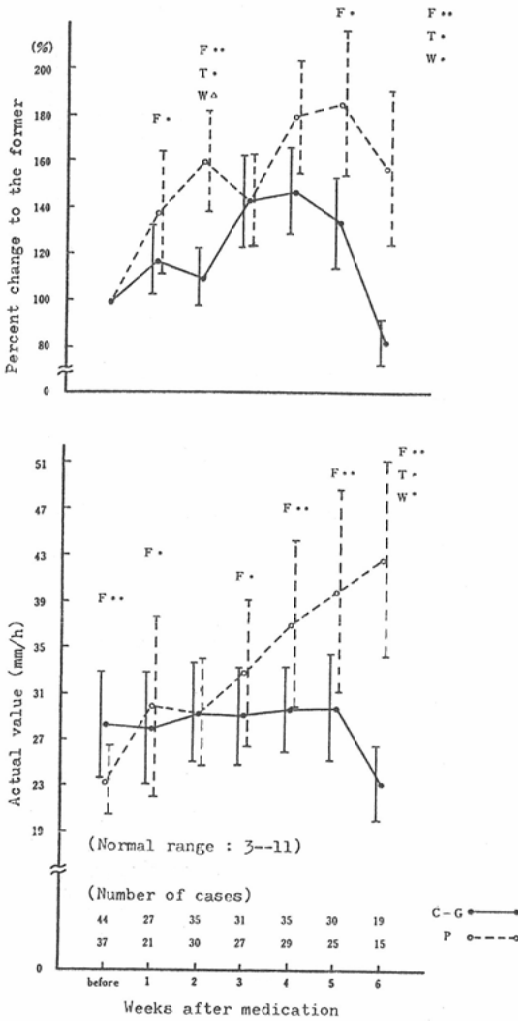 (%)
F **
T *
W △
F *
F *
F **
T *
W *
200
180
160
140
120
100
80
0
Percent change to the former
51
47
43
39
35
31
27
23
19
0
Actual value (mm/h)
F **
F *
F *
F **
F **
F **
T *
W *
(Normal range : 3--11)
(Number of cases)
44 27 35 31 35 30 19
37 21 30 27 29 25 15
C-G
P
before 1 2 3 4 5 6
Weeks after medication